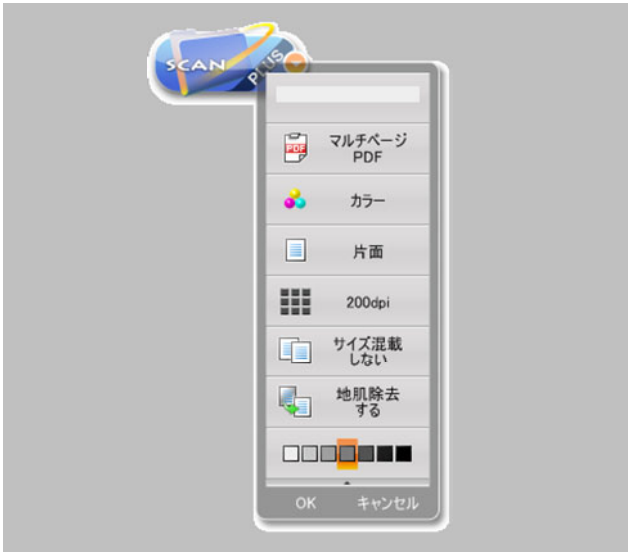 SCAN
PLUS
マルチページ
PDF
PDF
カラー
片面
200dpi
サイズ混載
しない
地肌除去
する
OK キャンセル